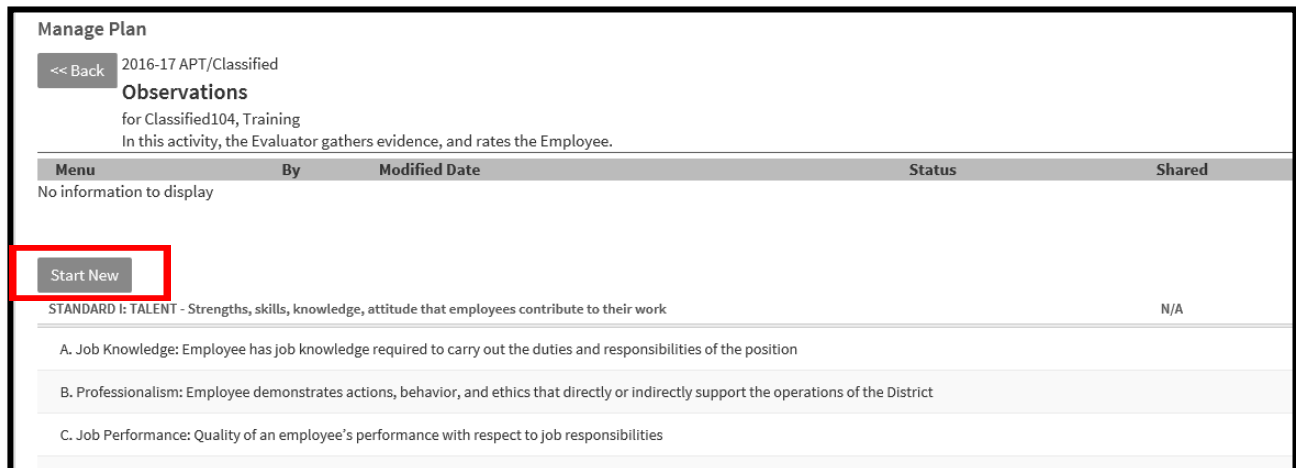 Manage Plan
<< Back
2016-17 APT/Classified
Observations
for Classified104, Training
In this activity, the Evaluator gathers evidence, and rates the Employee.
Menu By Modified Date Status Shared
No information to display
Start New
STANDARD I: TALENT - Strengths, skills, knowledge, attitude that employees contribute to their work N/A
A. Job Knowledge: Employee has job knowledge required to carry out the duties and responsibilities of the position
B. Professionalism: Employee demonstrates actions, behavior, and ethics that directly or indirectly support the operations of the District
C. Job Performance: Quality of an employee’s performance with respect to job responsibilities